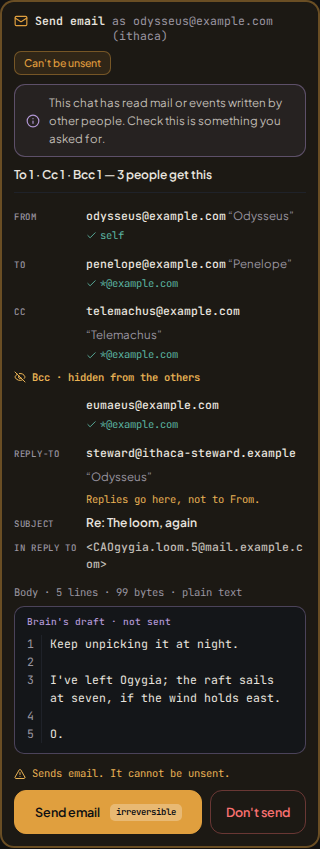 Send email as odysseus@example.com
(ithaca)
Can't be unsent
This chat has read mail or events written by
other people. Check this is something you
asked for.
To 1 · Cc 1 · Bcc 1 — 3 people get this
FROM odysseus@example.com "Odysseus"
✓ self
TO penelope@example.com "Penelope"
✓ *@example.com
CC telemachus@example.com
"Telemachus"
✓ *@example.com
Bcc · hidden from the others
eumaeus@example.com
✓ *@example.com
REPLY-TO steward@ithaca-steward.example
"Odysseus"
Replies go here, not to From.
SUBJECT Re: The loom, again
IN REPLY TO <CAOgygia.loom.5@mail.example.c
om>
Body · 5 lines · 99 bytes · plain text
Brain's draft · not sent
1 Keep unpicking it at night.
2
3 I've left Ogygia; the raft sails
at seven, if the wind holds east.
4
5 O.
Sends email. It cannot be unsent.
Send email irreversible Don't send